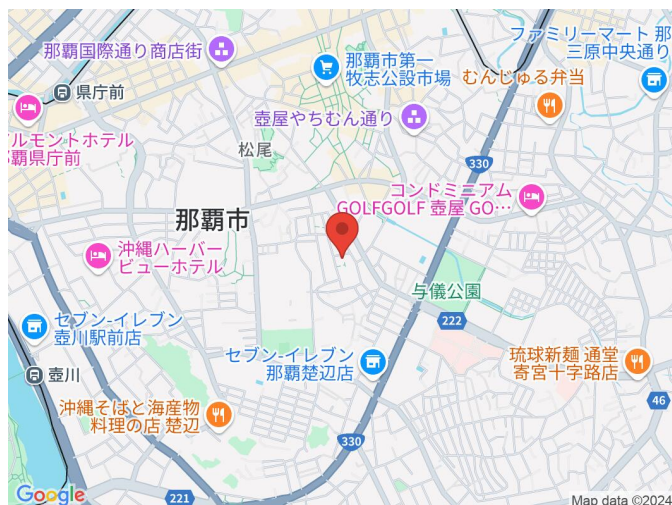 那覇国際通り商店街
県庁前
那覇市第一
牧志公設市場
ファミリーマート 那
三原中央通り
むんじゅる弁当
壺屋やちむん通り
ルモントホテル
覇県庁前
松尾
330
コンドミニアム
GOLFGOLF 壺屋 GO…
那覇市
沖縄ハーバー
ビューホテル
与儀公園
222
セブン-イレブン
壺川駅前店
セブン-イレブン
那覇楚辺店
琉球新麺 通堂
寄宮十字路店
壺川
沖縄そばと海産物
料理の店 楚辺
46
330
221
Google
Map data ©2024